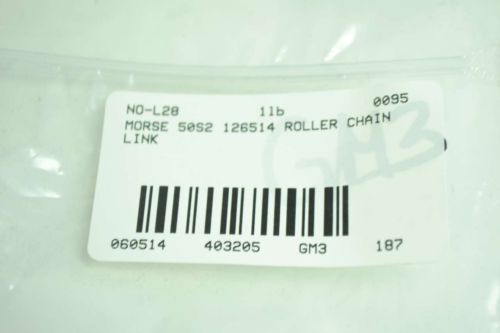 NO-L28 1lb 0095
MORSE 50S2 126514 ROLLER CHAIN
LINK
GM3
060514 403205 GM3 187